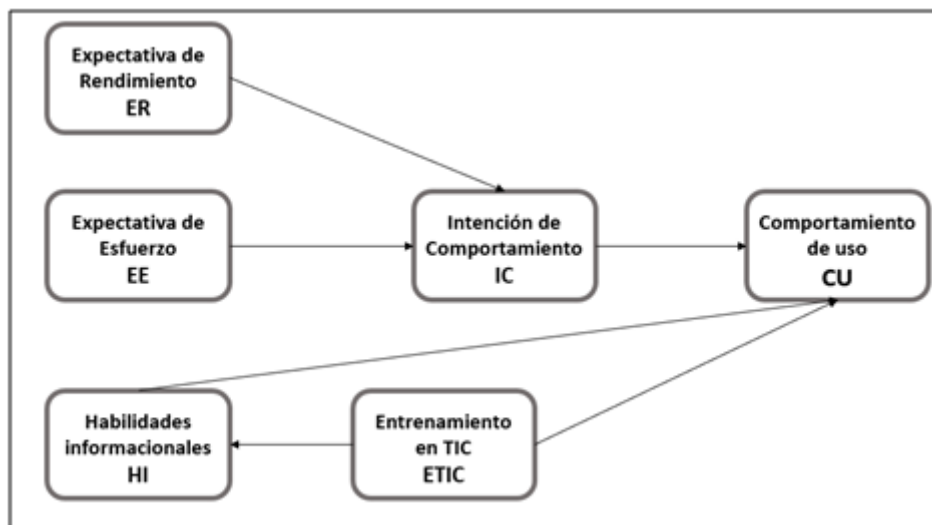 Expectativa de
Rendimiento
ER
Expectativa de
Esfuerzo
EE
Intención de
Comportamiento
IC
Comportamiento
de uso
CU
Habilidades
informacionales
HI
Entrenamiento
en TIC
ETIC